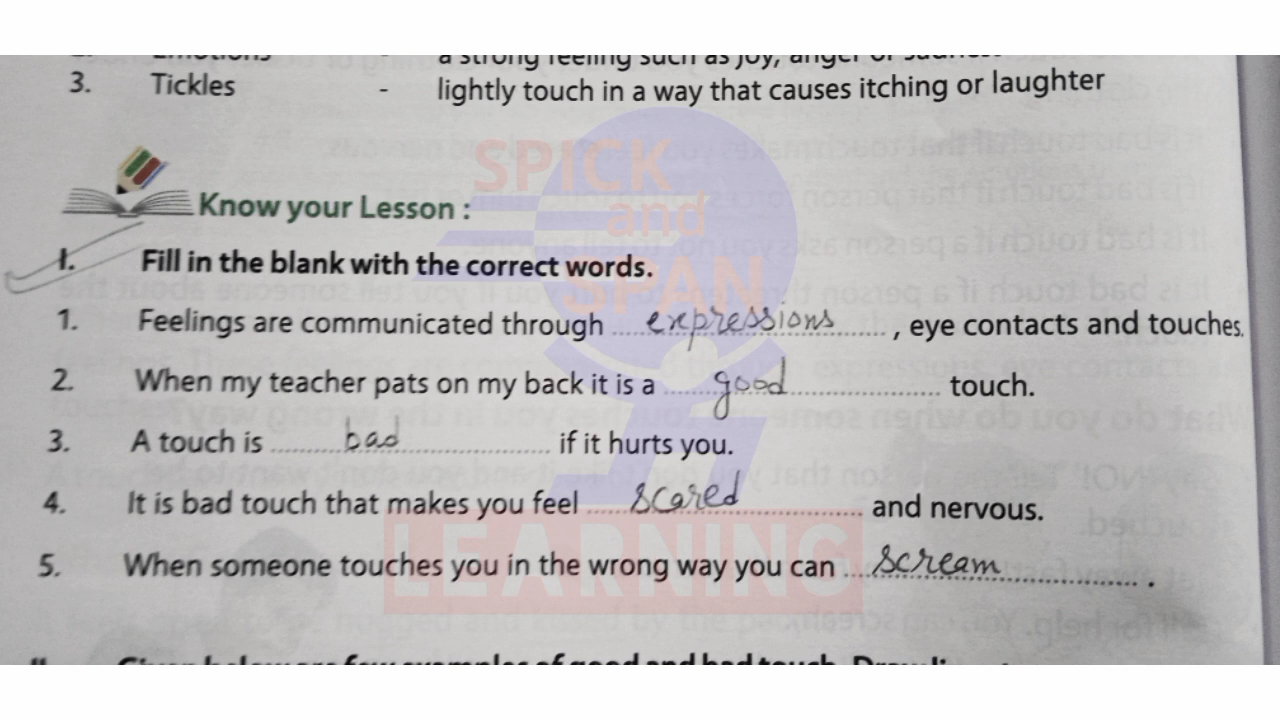 3. Tickles - lightly touch in a way that causes itching or laughter
SPICK
and
SPAN
Know your Lesson :
I. Fill in the blank with the correct words.
1. Feelings are communicated through expressions, eye contacts and touches.
2. When my teacher pats on my back it is a good touch.
3. A touch is bad if it hurts you.
4. It is bad touch that makes you feel scared and nervous.
LEARNING
5. When someone touches you in the wrong way you can scream.